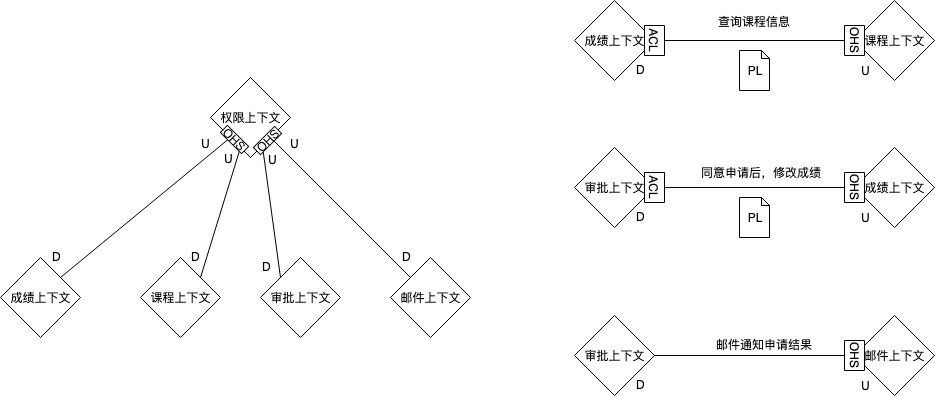 权限上下文
OHS
OHS
U
U
U
U
D
D
D
D
成绩上下文
课程上下文
审批上下文
邮件上下文
查询课程信息
成绩上下文
ACL
OHS
课程上下文
D
PL
U
同意申请后，修改成绩
审批上下文
ACL
OHS
成绩上下文
D
PL
U
邮件通知申请结果
审批上下文
OHS
邮件上下文
D
U